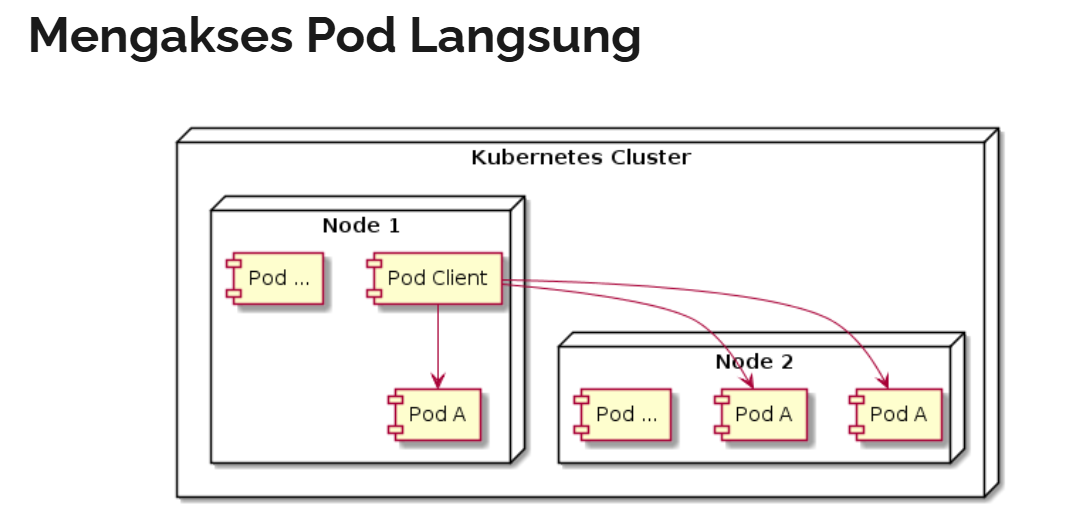 Mengakses Pod Langsung
Kubernetes Cluster
Node 1
Pod ...
Pod Client
Pod A
Node 2
Pod ...
Pod A
Pod A